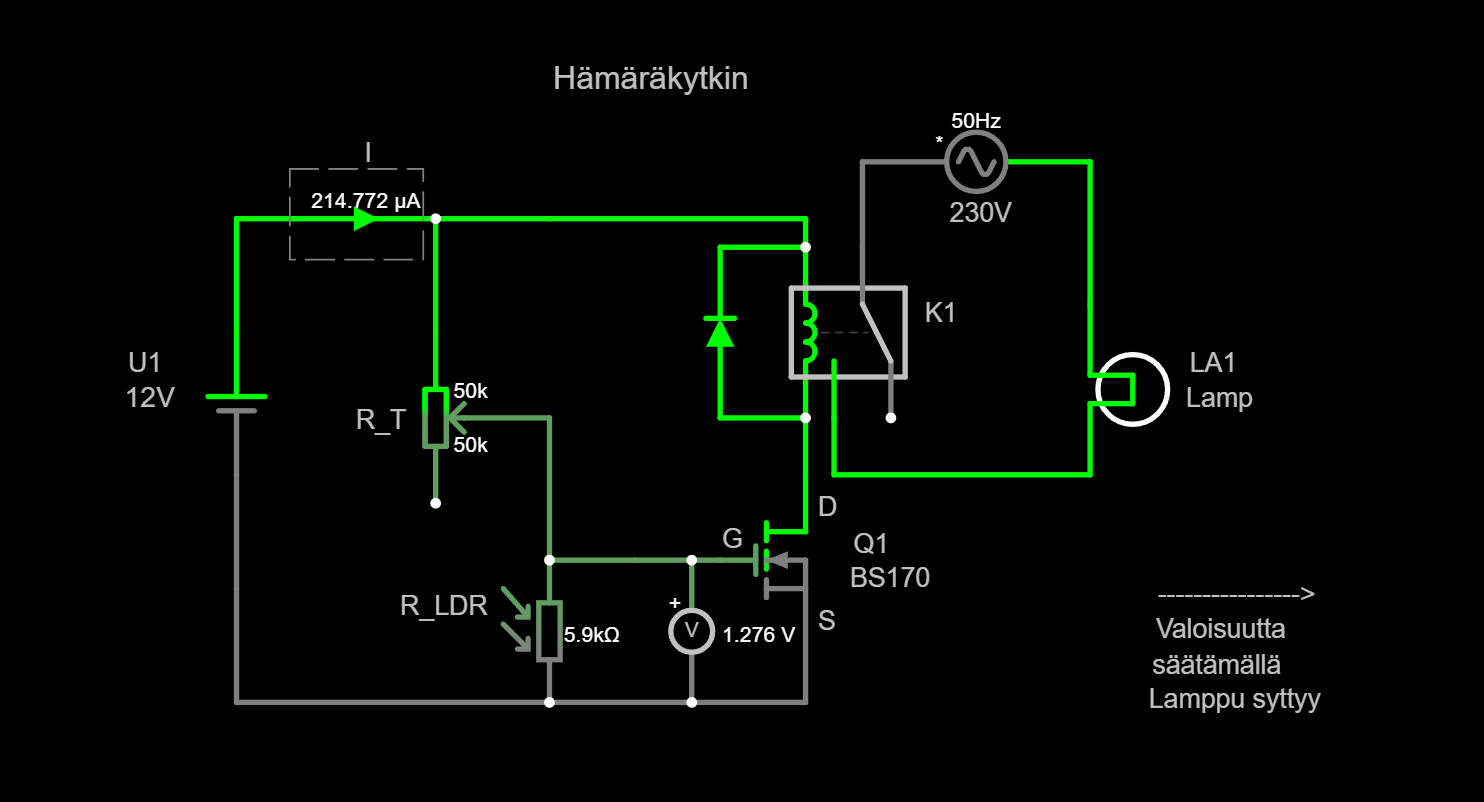 Hämäräkytkin
I
214.772 µA
50Hz
*
230V
K1
U1
12V
LA1
Lamp
50k
R_T
50k
D
G
Q1
BS170
R_LDR
5.9kΩ
+
V
1.276 V
S
---------------->
Valoisuutta
säätämällä
Lamppu syttyy